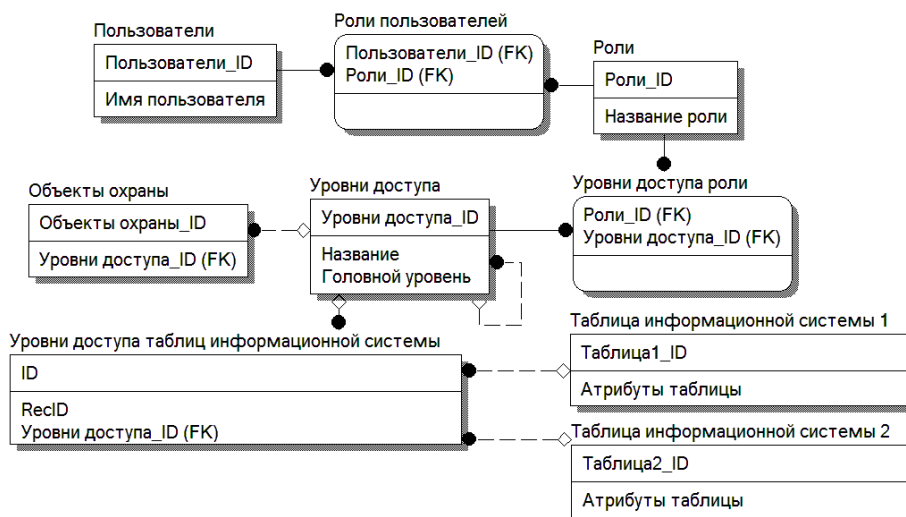 Пользователи
Пользователи_ID
Имя пользователя
Роли пользователей
Пользователи_ID (FK)
Роли_ID (FK)
Роли
Роли_ID
Название роли
Объекты охраны
Объекты охраны_ID
Уровни доступа_ID (FK)
Уровни доступа
Уровни доступа_ID
Название
Головной уровень
Уровни доступа роли
Роли_ID (FK)
Уровни доступа_ID (FK)
Уровни доступа таблиц информационной системы
ID
RecID
Уровни доступа_ID (FK)
Таблица информационной системы 1
Таблица1_ID
Атрибуты таблицы
Таблица информационной системы 2
Таблица2_ID
Атрибуты таблицы